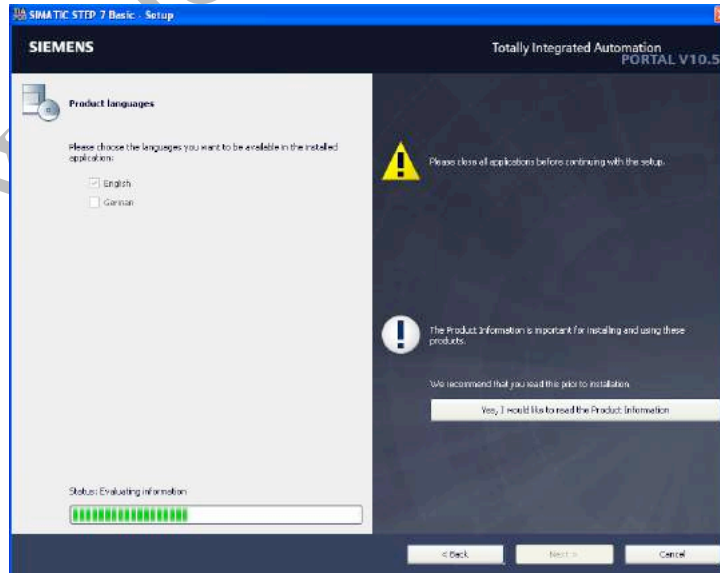 SIMATIC STEP 7 Basic - Setup
SIEMENS
Totally Integrated Automation
PORTAL V10.5
Product languages
Please choose the languages you want to be available in the installed
application:
English
German
Please close all applications before continuing with the setup.
The Product Information is important for installing and using these
products.
We recommend that you read this prior to installation
Yes, I would like to read the Product Information
Status: Evaluating information
< Back
Next >
Cancel